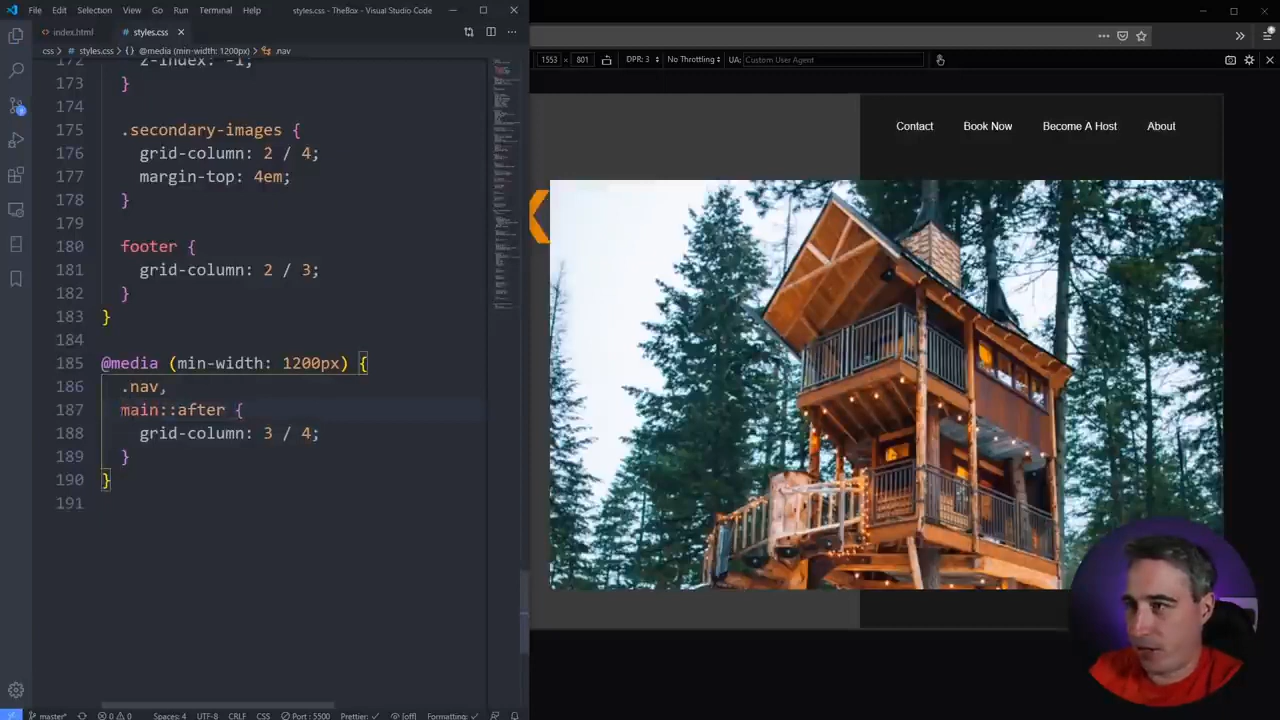 File Edit Selection View Go Run Terminal Help styles.css - TheBox - Visual Studio Code
index.html styles.css
css > styles.css > @media (min-width: 1200px) > .nav
1553 × 801 DPR: 3 No Throttling UA: Custom User Agent
172 z-index: -1;
173 }
174
175 .secondary-images {
176 grid-column: 2 / 4;
177 margin-top: 4em;
178 }
179
180 footer {
181 grid-column: 2 / 3;
182 }
183 }
184
185 @media (min-width: 1200px) {
186 .nav,
187 main::after {
188 grid-column: 3 / 4;
189 }
190 }
191
Contact Book Now Become A Host About
master* 0 0 Spaces: 4 UTF-8 CRLF CSS Port : 5500 Prettier: ✓ [off] Formatting: ✓